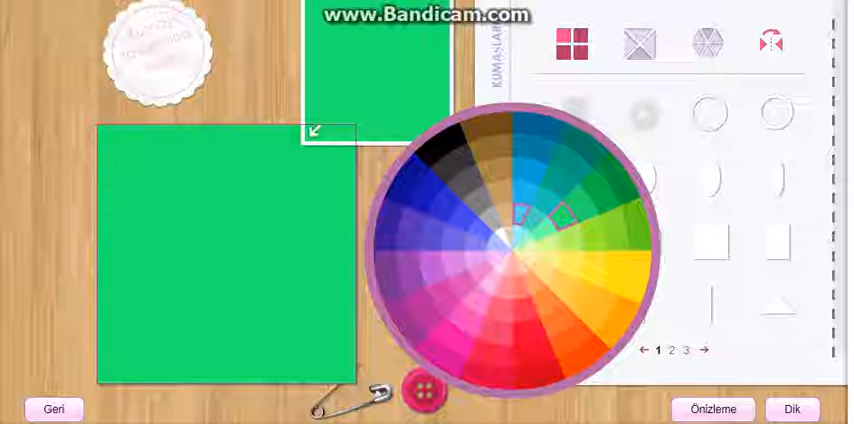 www.Bandicam.com
KUMAŞLAR
1 2 3
Geri
Önizleme
Dik